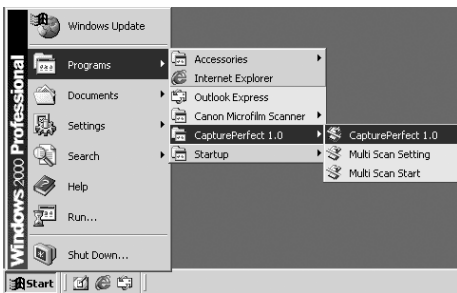 Windows 2000 Professional
Windows Update
Programs
Documents
Settings
Search
Help
Run...
Shut Down...
Accessories
Internet Explorer
Outlook Express
Canon Microfilm Scanner
CapturePerfect 1.0
Startup
CapturePerfect 1.0
Multi Scan Setting
Multi Scan Start
Start